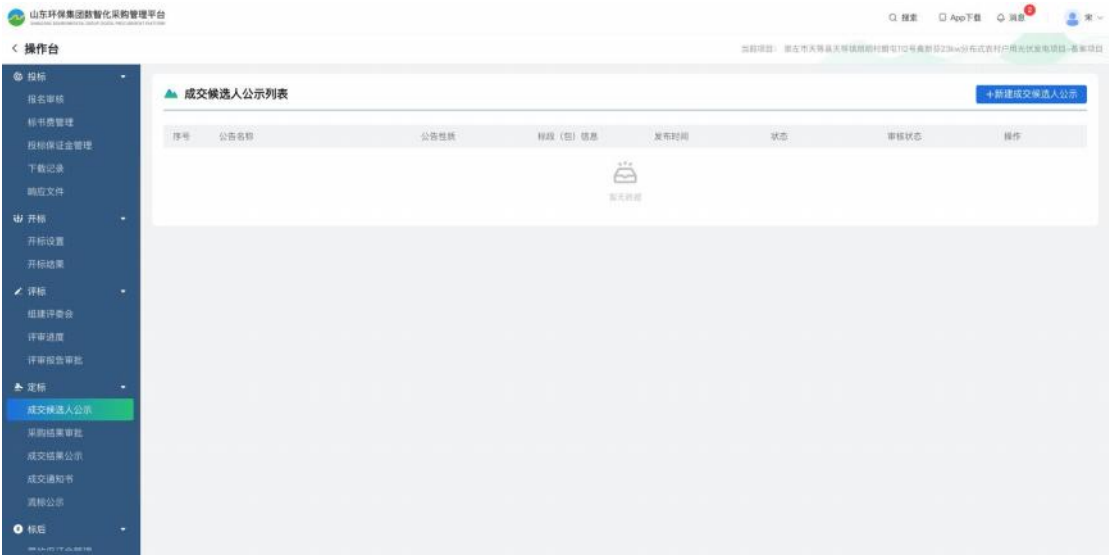 山东环保集团数智化采购管理平台
搜索
App下载
消息
2
宋
操作台
投标
报名审核
标书费管理
投标保证金管理
下载记录
响应文件
开标
开标设置
开标结果
评标
组建评委会
评审进度
评审报告审批
定标
成交候选人公示
采购结果审批
成交结果公示
成交通知书
流标公示
标后
成交候选人公示列表
+新建成交候选人公示
序号 公告名称 公告性质 标段（包）信息 发布时间 状态 审核状态 操作
暂无数据